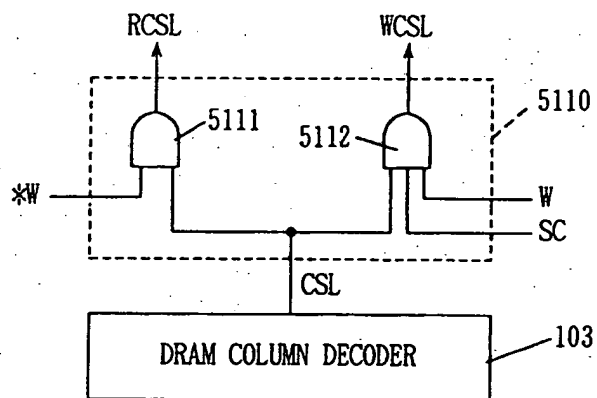 RCSL WCSL
5110
5111
5112
※W
W
SC
CSL
DRAM COLUMN DECODER
103